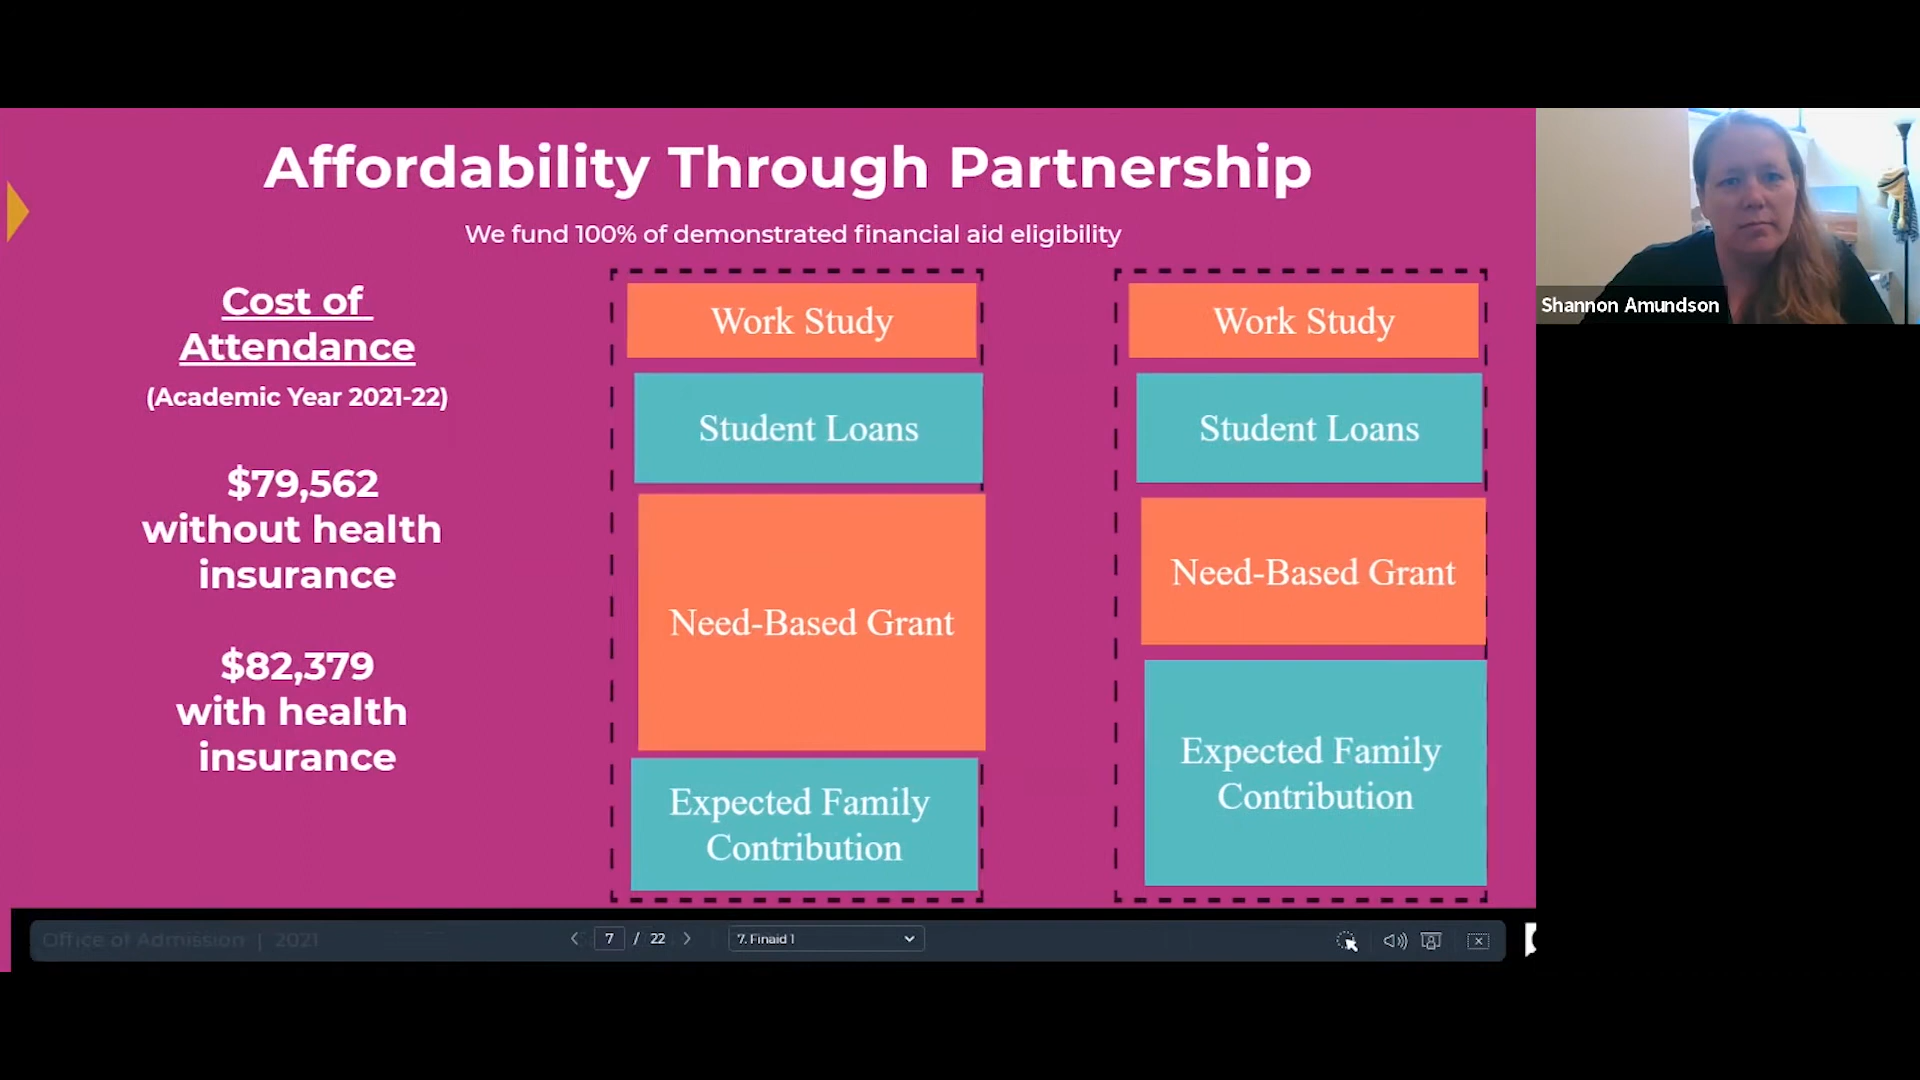 Affordability Through Partnership
We fund 100% of demonstrated financial aid eligibility
Cost of
Attendance
(Academic Year 2021-22)
$79,562
without health
insurance
$82,379
with health
insurance
Work Study
Student Loans
Need-Based Grant
Expected Family
Contribution
Work Study
Student Loans
Need-Based Grant
Expected Family
Contribution
Shannon Amundson
Office of Admission | 2021
7 / 22
7. Finaid 1